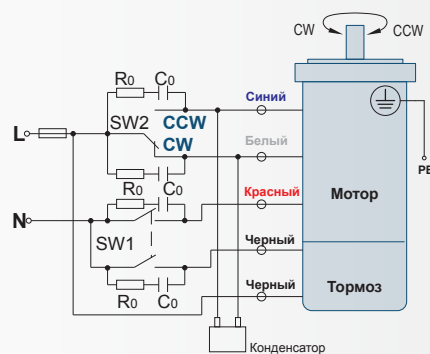 CW CCW
R0 C0
Синий
L SW2 CCW
CW
Белый
PE
R0 C0
Красный
Мотор
N
SW1
Черный
R0 C0
Черный
Тормоз
Конденсатор